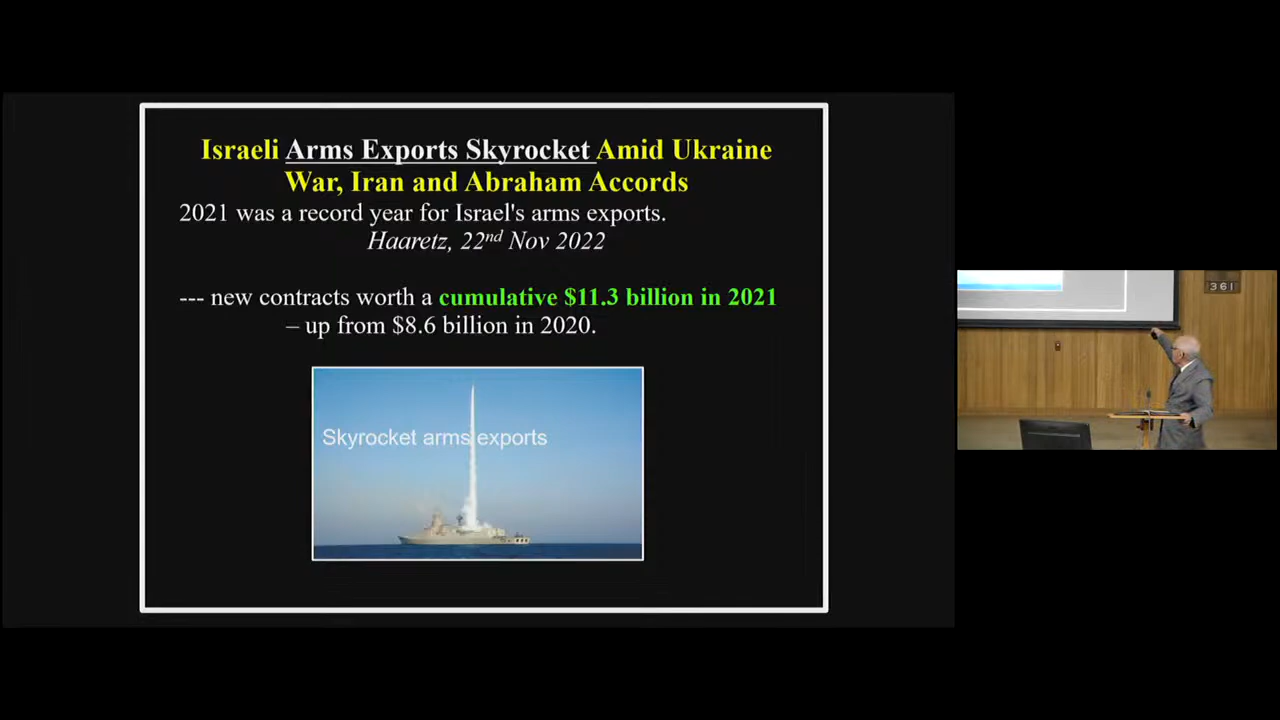 Israeli Arms Exports Skyrocket Amid Ukraine
War, Iran and Abraham Accords
2021 was a record year for Israel's arms exports.
Haaretz, 22nd Nov 2022
--- new contracts worth a cumulative $11.3 billion in 2021
– up from $8.6 billion in 2020.
Skyrocket arms exports
361